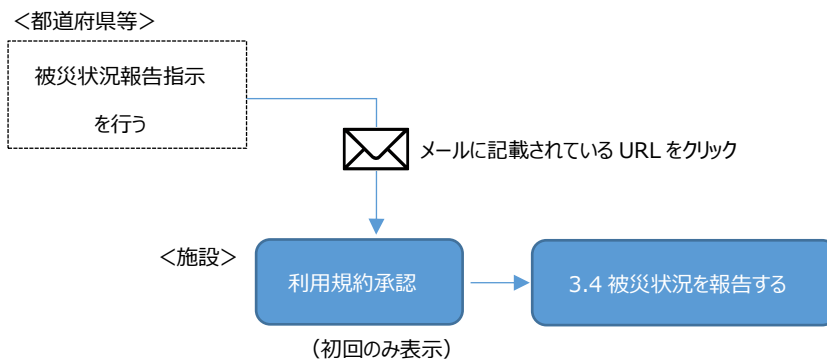 ＜都道府県等＞
被災状況報告指示
を行う
メールに記載されている URL をクリック
＜施設＞
利用規約承認
3.4 被災状況を報告する
（初回のみ表示）